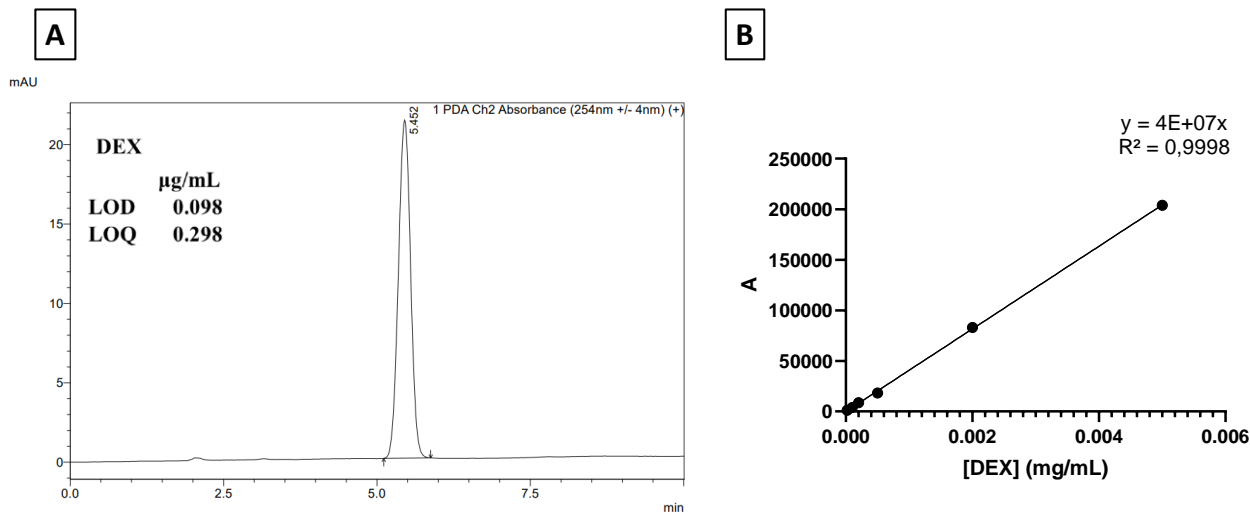 A
mAU
1 PDA Ch2 Absorbance (254nm +/- 4nm) (+)
5.452
20
15
10
5
0
DEX
µg/mL
LOD 0.098
LOQ 0.298
0.0 2.5 5.0 7.5
min
B
y = 4E+07x
R² = 0,9998
250000
200000
150000
100000
50000
0
A
0.000 0.002 0.004 0.006
[DEX] (mg/mL)